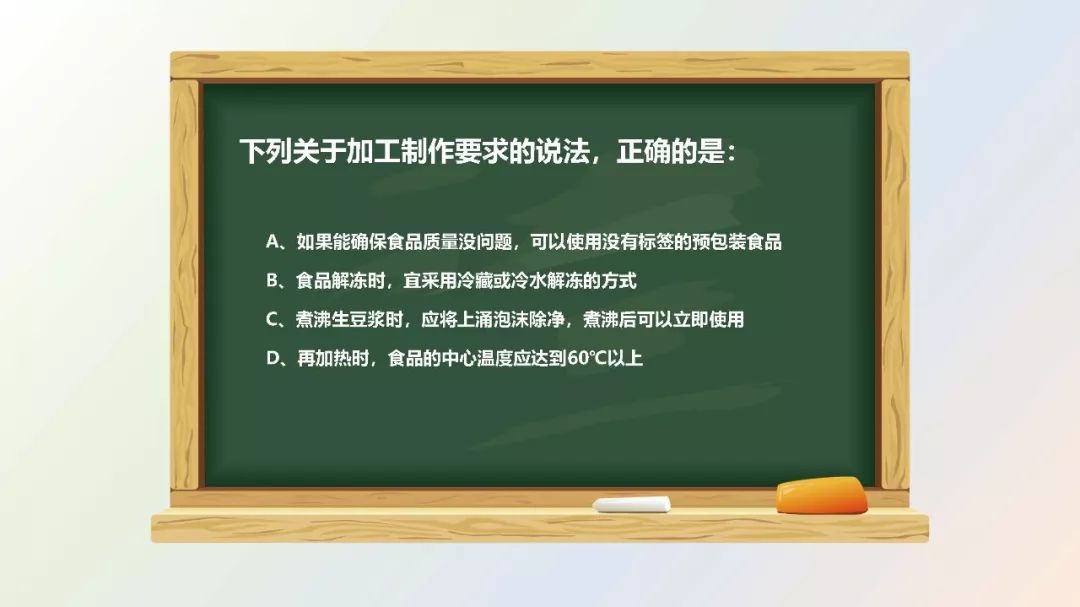 下列关于加工制作要求的说法，正确的是：
A、如果能确保食品质量没问题，可以使用没有标签的预包装食品
B、食品解冻时，宜采用冷藏或冷水解冻的方式
C、煮沸生豆浆时，应将上涌泡沫除净，煮沸后可以立即使用
D、再加热时，食品的中心温度应达到60℃以上